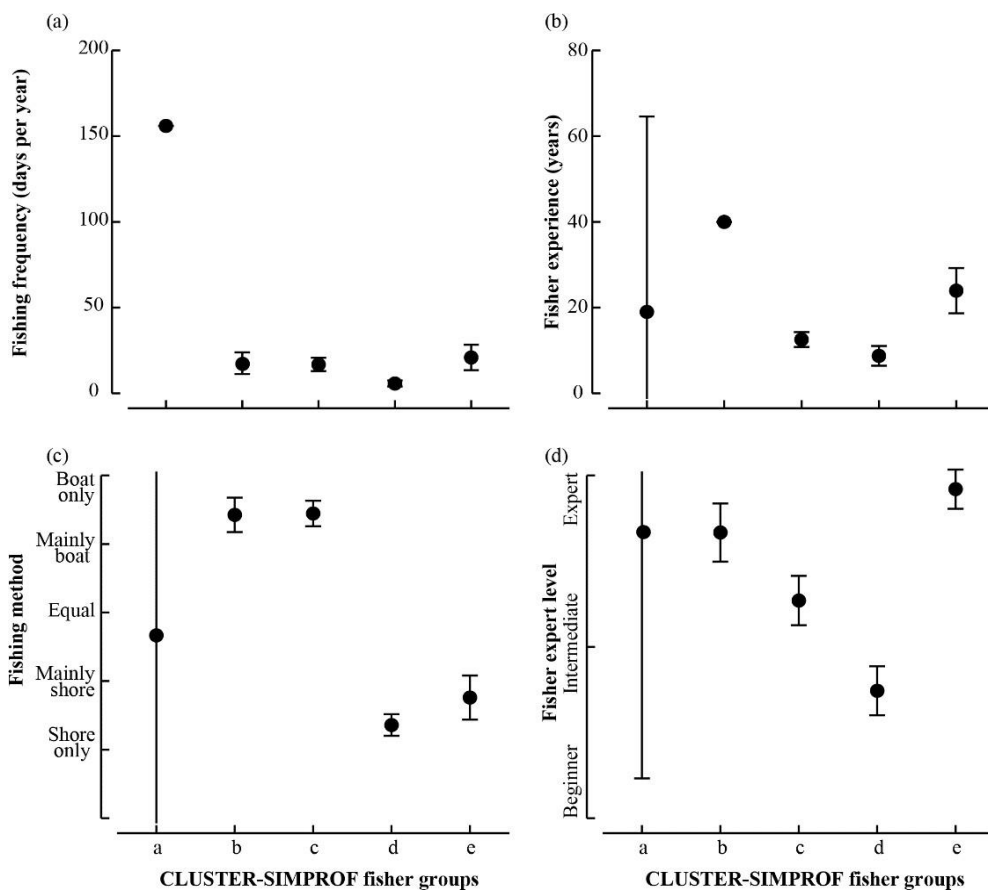 (a)
Fishing frequency (days per year)
200
150
100
50
0
(b)
Fisher experience (years)
80
60
40
20
0
(c)
Fishing method
Boat
only
Mainly
boat
Equal
Mainly
shore
Shore
only
a b c d e
CLUSTER-SIMPROF fisher groups
(d)
Fisher expert level
Expert
Intermediate
Beginner
a b c d e
CLUSTER-SIMPROF fisher groups